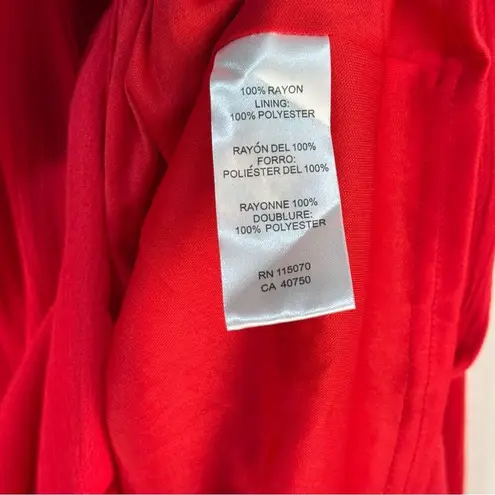 100% RAYON
LINING:
100% POLYESTER
RAYÓN DEL 100%
FORRO:
POLIÉSTER DEL 100%
RAYONNE 100%
DOUBLURE:
100% POLYESTER
RN 115070
CA 40750